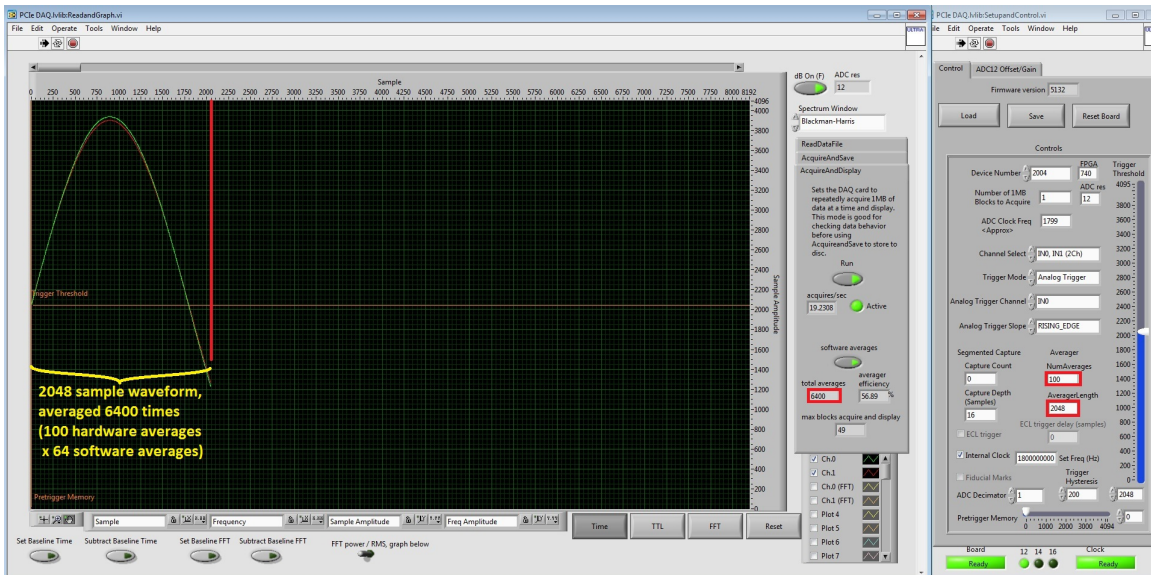 PCIe DAQ.lvlib:ReadandGraph.vi
File Edit Operate Tools Window Help
ULTRA
Sample
0 250 500 750 1000 1250 1500 1750 2000 2250 2500 2750 3000 3250 3500 3750 4000 4250 4500 4750 5000 5250 5500 5750 6000 6250 6500 6750 7000 7250 7500 7750 8000 8192
4096
4000
3800
3600
3400
3200
3000
2800
2600
2400
2200
2000
1800
1600
1400
1200
1000
800
600
400
200
0
Sample Amplitude
Trigger Threshold
2048 sample waveform,
averaged 6400 times
(100 hardware averages
x 64 software averages)
Pretrigger Memory
dB On (F)
ADC res
12
Spectrum Window
Blackman-Harris
ReadDataFile
AcquireAndSave
AcquireAndDisplay
Sets the DAQ card to
repeatedly acquire 1MB of
data at a time and display.
This mode is good for
checking data behavior
before using
AcquireandSave to store to
disc.
Run
acquires/sec
19.2308
Active
software averages
total averages
6400
averager
efficiency
56.89 %
max blocks acquire and display
49
Ch.0
Ch.1
Ch.0 (FFT)
Ch.1 (FFT)
Plot 4
Plot 5
Plot 6
Plot 7
Sample
Frequency
Sample Amplitude
Freq Amplitude
Time
TTL
FFT
Reset
Set Baseline Time
Subtract Baseline Time
Set Baseline FFT
Subtract Baseline FFT
FFT power / RMS, graph below
PCIe DAQ.lvlib:SetupandControl.vi
ile Edit Operate Tools Window Help
Control
ADC12 Offset/Gain
Firmware version 5132
Load
Save
Reset Board
Controls
Device Number 2004
FPGA
740
Number of 1MB
Blocks to Acquire
1
ADC res
12
ADC Clock Freq
<Approx>
1799
Channel Select IN0, IN1 (2Ch)
Trigger Mode Analog Trigger
Analog Trigger Channel IN0
Analog Trigger Slope RISING_EDGE
Segmented Capture
Capture Count
0
Capture Depth
(Samples)
16
Averager
NumAverages
100
AveragerLength
2048
ECL trigger
ECL trigger delay (samples)
0
Internal Clock
1800000000
Set Freq (Hz)
Fiducial Marks
Trigger
Hysteresis
ADC Decimator 1
200
2048
Pretrigger Memory
0 1000 2000 3000 4094
0
Trigger
Threshold
4095
3800
3600
3400
3200
3000
2800
2600
2400
2200
2000
1800
1600
1400
1200
1000
800
600
400
200
0
Board
Ready
12 14 16
Clock
Ready